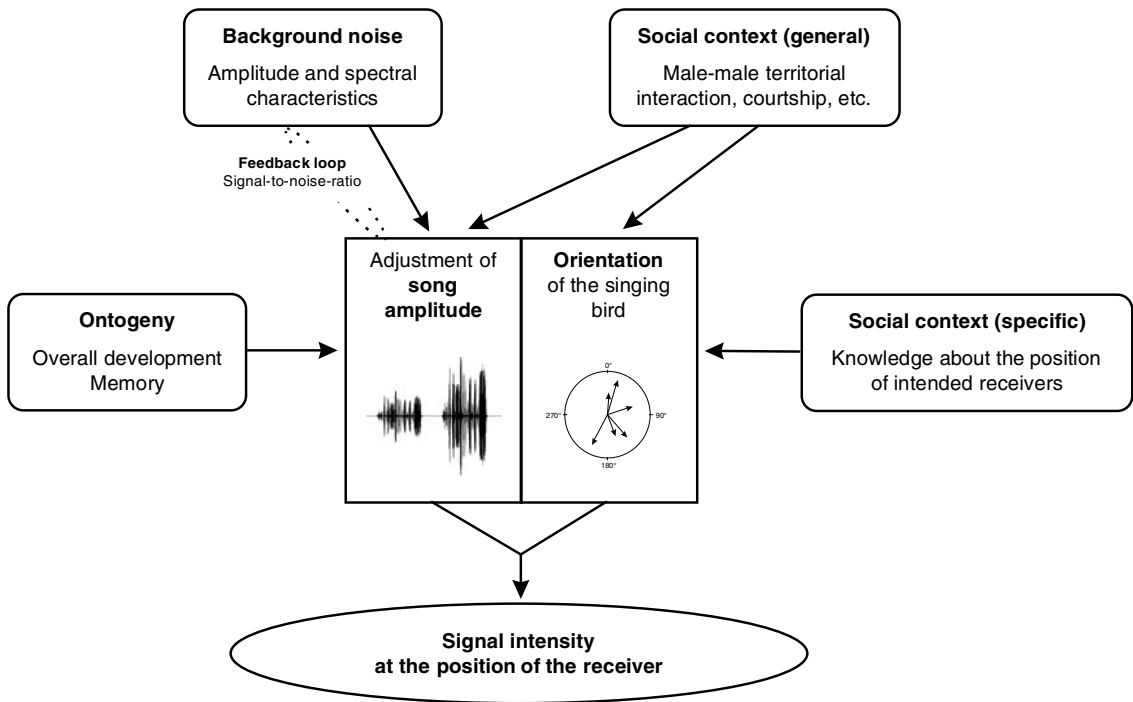 Background noise
Amplitude and spectral
characteristics
Social context (general)
Male-male territorial
interaction, courtship, etc.
Feedback loop
Signal-to-noise-ratio
Adjustment of
song
amplitude
Orientation
of the singing
bird
Ontogeny
Overall development
Memory
Social context (specific)
Knowledge about the position
of intended receivers
0°
270°
90°
180°
Signal intensity
at the position of the receiver